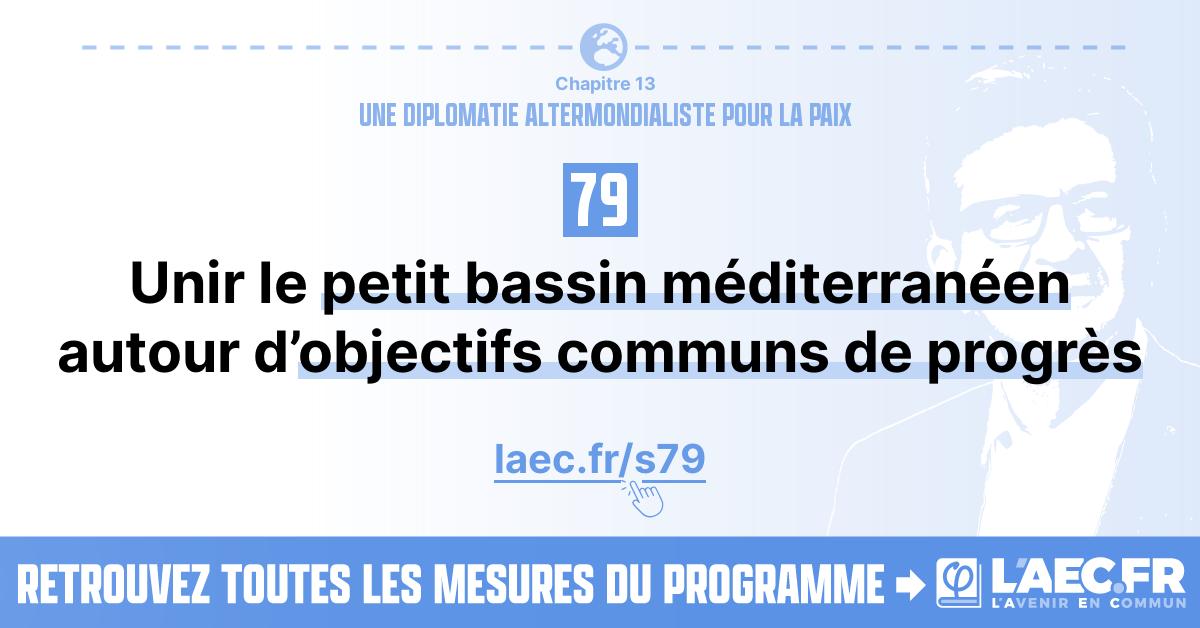 Chapitre 13
UNE DIPLOMATIE ALTERMONDIALISTE POUR LA PAIX
79
Unir le petit bassin méditerranéen
autour d’objectifs communs de progrès
laec.fr/s79
RETROUVEZ TOUTES LES MESURES DU PROGRAMME
L'AEC.FR
L'AVENIR EN COMMUN